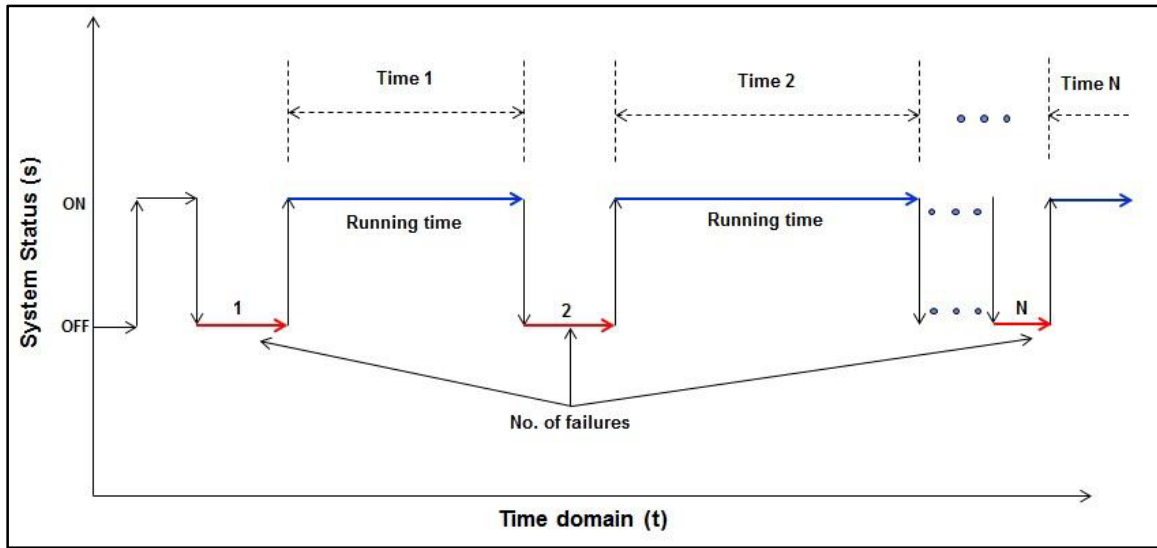 Time 1
Time 2
Time N
System Status (s)
ON
Running time
Running time
OFF
1
2
N
No. of failures
Time domain (t)